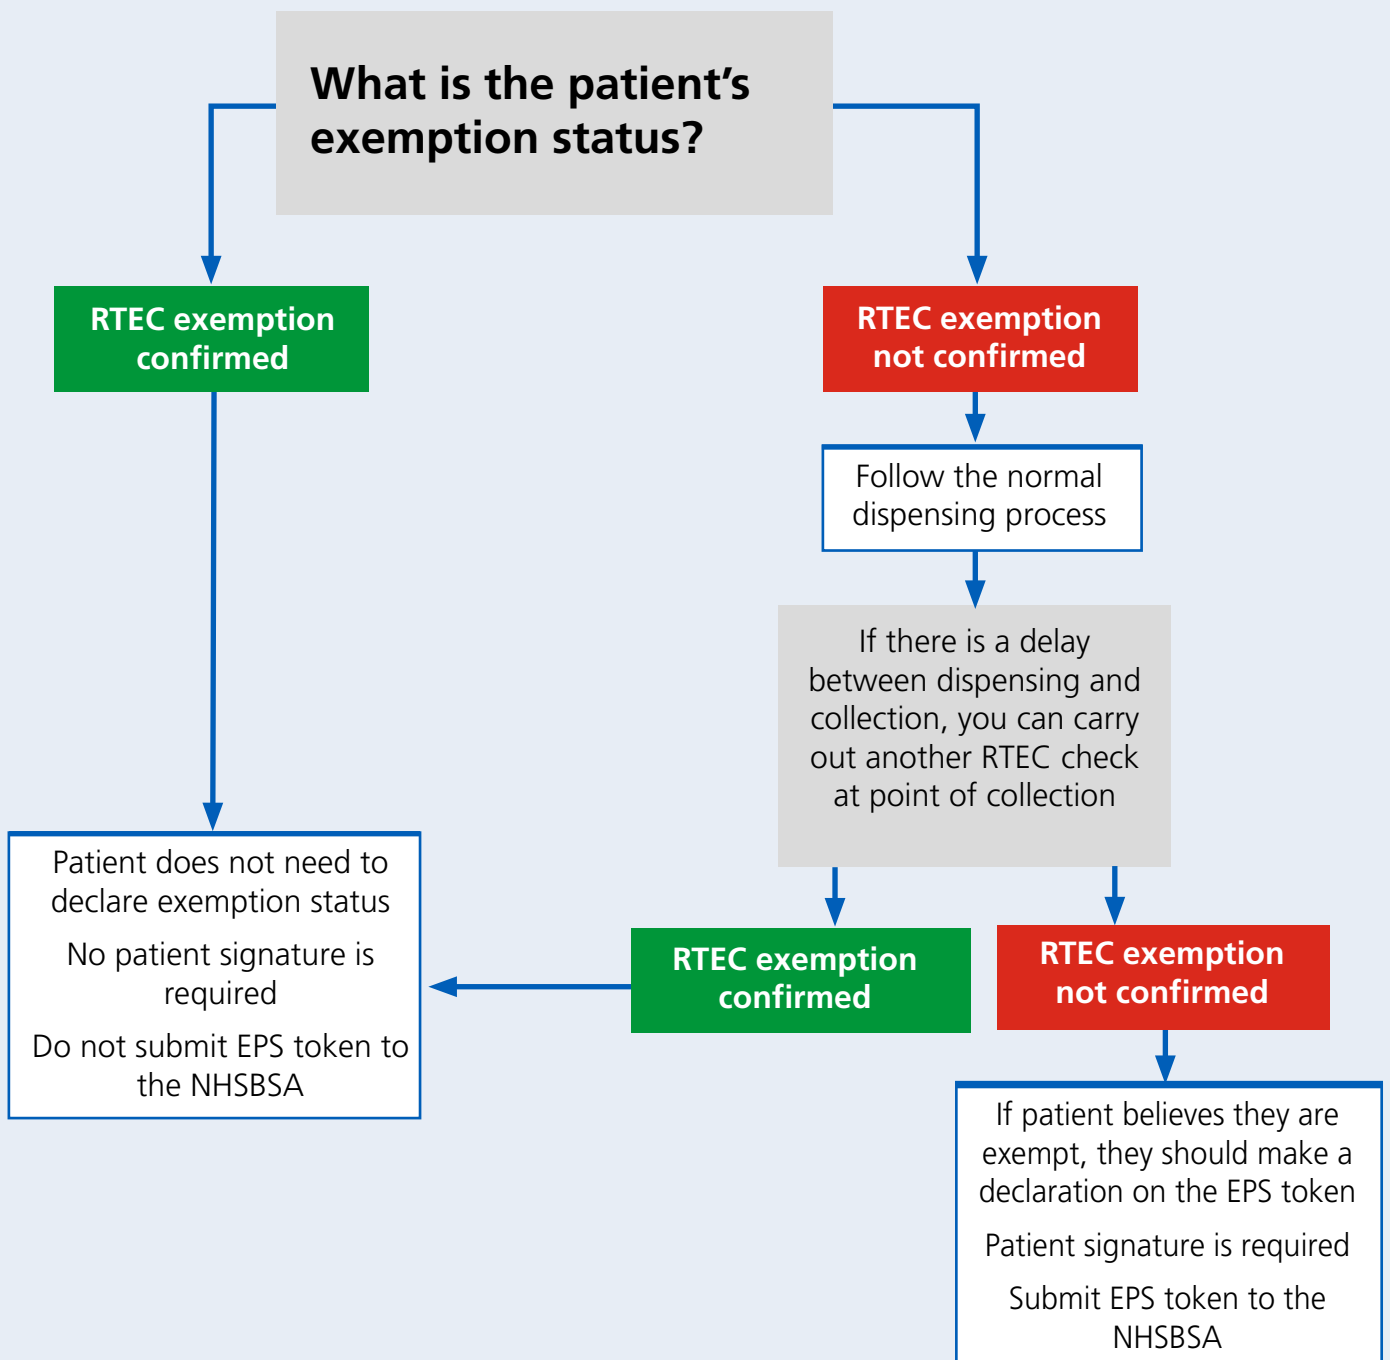 What is the patient's
exemption status?
RTEC exemption
confirmed
RTEC exemption
not confirmed
Follow the normal
dispensing process
If there is a delay
between dispensing and
collection, you can carry
out another RTEC check
at point of collection
Patient does not need to
declare exemption status
No patient signature is
required
Do not submit EPS token to
the NHSBSA
RTEC exemption
confirmed
RTEC exemption
not confirmed
If patient believes they are
exempt, they should make a
declaration on the EPS token
Patient signature is required
Submit EPS token to the
NHSBSA